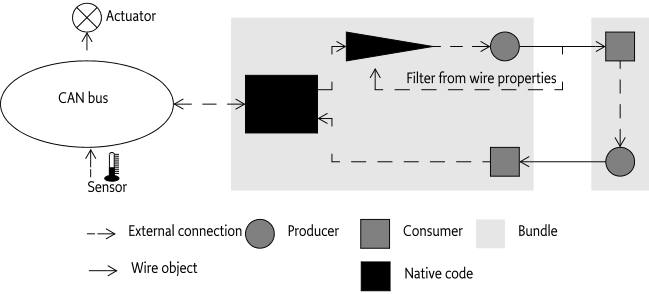 Actuator
CAN bus
Filter from wire properties
Sensor
External connection
Producer
Consumer
Bundle
Wire object
Native code